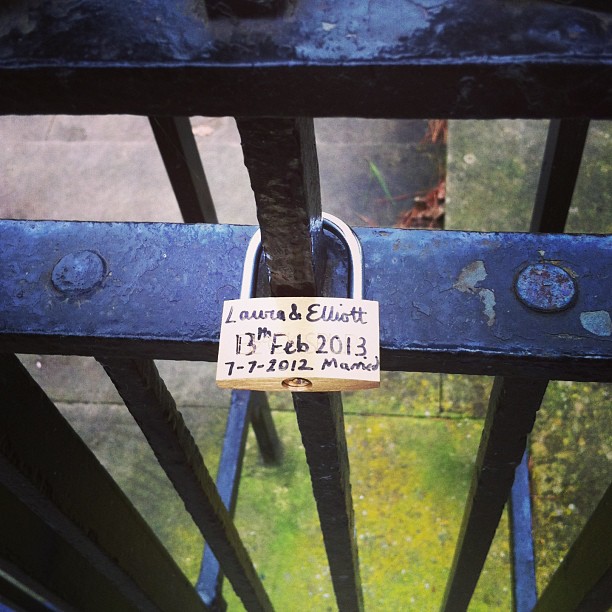 Laura & Elliott
13th Feb 2013
7-7-2012 Married